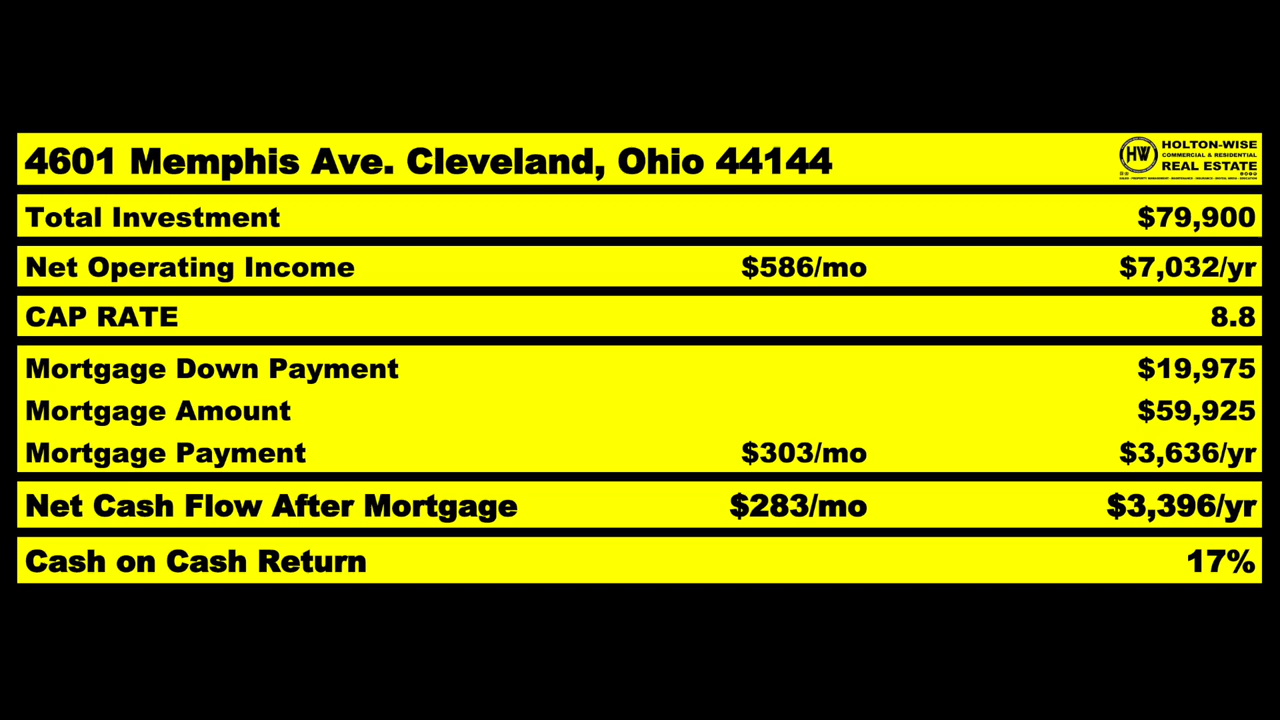 4601 Memphis Ave. Cleveland, Ohio 44144
HW
HOLTON-WISE
COMMERCIAL & RESIDENTIAL
REAL ESTATE
Total Investment $79,900
Net Operating Income $586/mo $7,032/yr
CAP RATE 8.8
Mortgage Down Payment $19,975
Mortgage Amount $59,925
Mortgage Payment $303/mo $3,636/yr
Net Cash Flow After Mortgage $283/mo $3,396/yr
Cash on Cash Return 17%